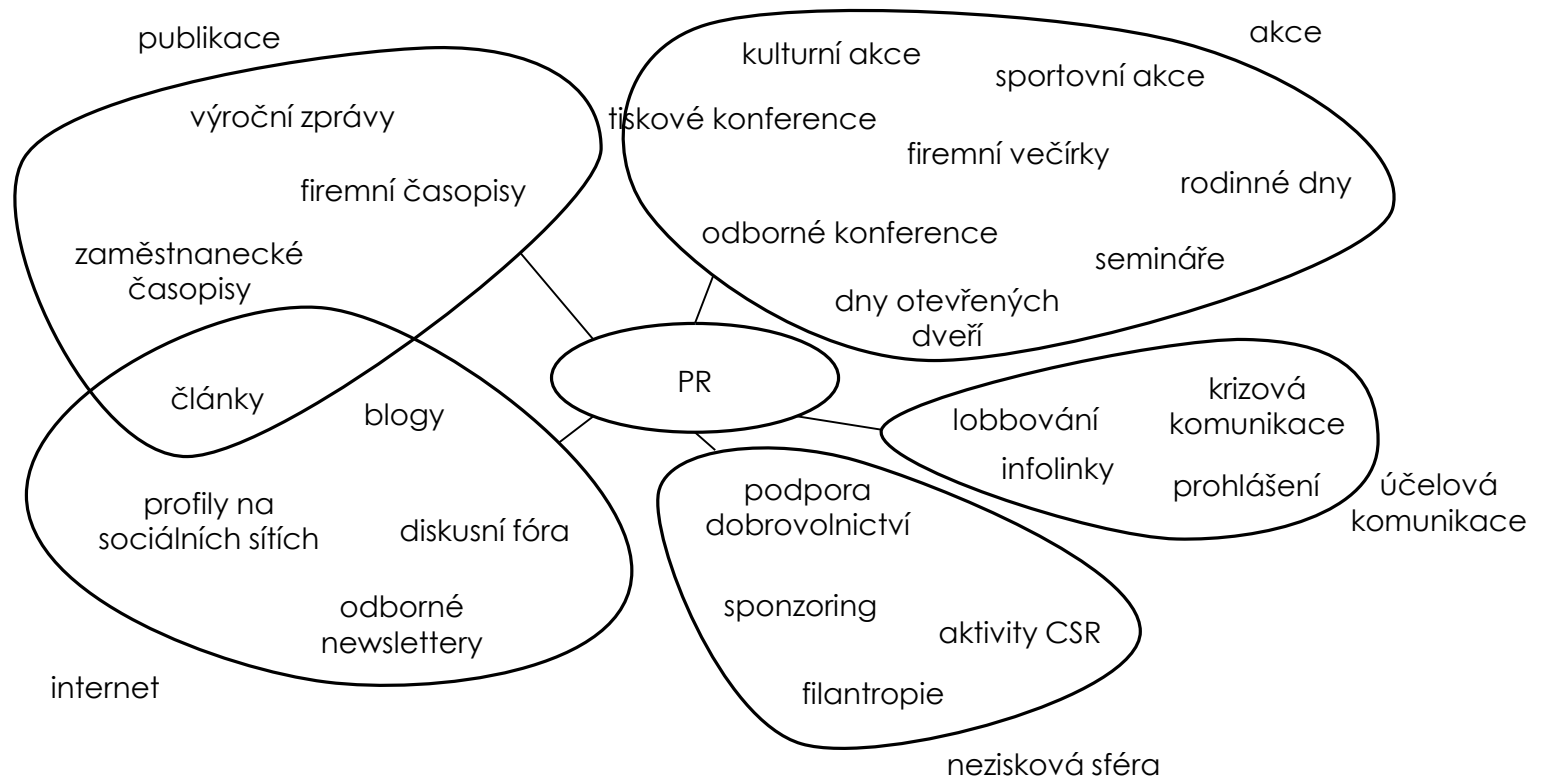 publikace
výroční zprávy
firemní časopisy
zaměstnanecké
časopisy
akce
kulturní akce
sportovní akce
tiskové konference
firemní večírky
rodinné dny
odborné konference
semináře
dny otevřených
dveří
PR
články
blogy
profily na
sociálních sítích
diskusní fóra
odborné
newslettery
internet
podpora
dobrovolnictví
sponzoring
aktivity CSR
filantropie
nezisková sféra
krizová
komunikace
lobbování
infolinky
prohlášení
účelová
komunikace